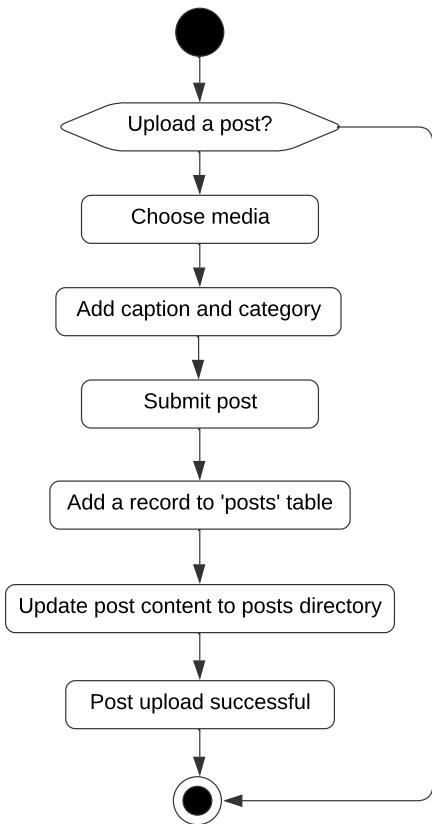 Upload a post?
Choose media
Add caption and category
Submit post
Add a record to 'posts' table
Update post content to posts directory
Post upload successful